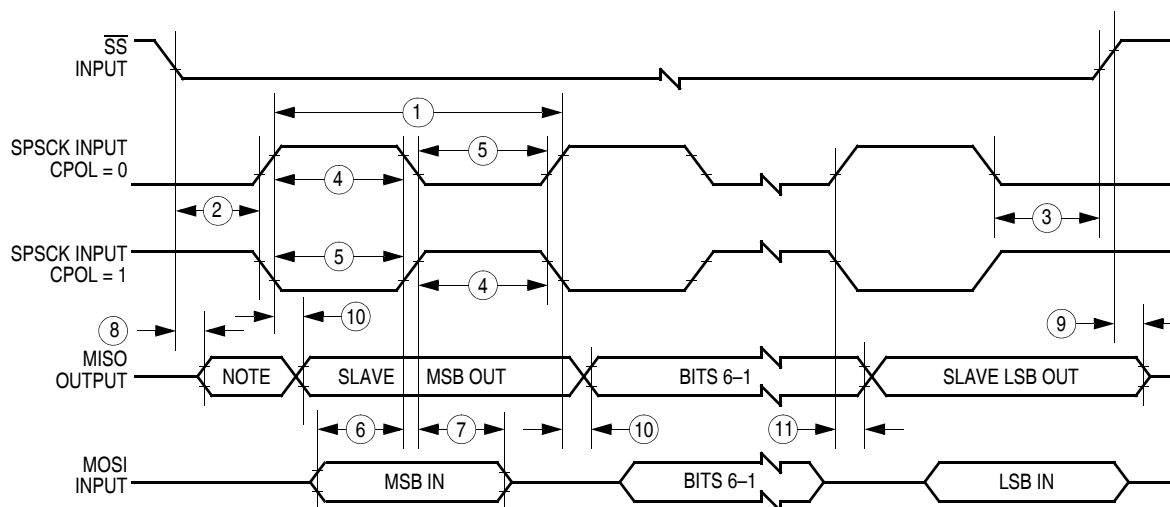 SS
INPUT
1
SPSCK INPUT
CPOL = 0
5
4
2
3
SPSCK INPUT
CPOL = 1
5
4
8
10
9
MISO
OUTPUT
NOTE
SLAVE
MSB OUT
BITS 6–1
SLAVE LSB OUT
6
7
10
11
MOSI
INPUT
MSB IN
BITS 6–1
LSB IN